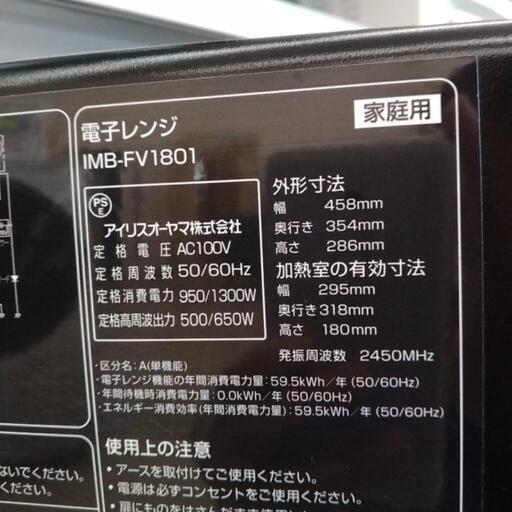 家庭用
電子レンジ
IMB-FV1801
PS
E
アイリスオーヤマ株式会社
定格電圧 AC100V
定格周波数 50/60Hz
定格消費電力 950/1300W
定格高周波出力 500/650W
外形寸法
幅 458mm
奥行き 354mm
高さ 286mm
加熱室の有効寸法
幅 295mm
奥行き 318mm
高さ 180mm
発振周波数 2450MHz
・区分名:A(単機能)
・電子レンジ機能の年間消費電力量:59.5kWh/年(50/60Hz)
・年間待機時消費電力量:0.0kWh/年(50/60Hz)
・エネルギー消費効率(年間消費電力量):59.5kWh/年(50/60Hz)
使用上の注意
・アースを取付けてご使用ください。
・電源は必ずコンセントをご使用ください。
ないでください。
ください。